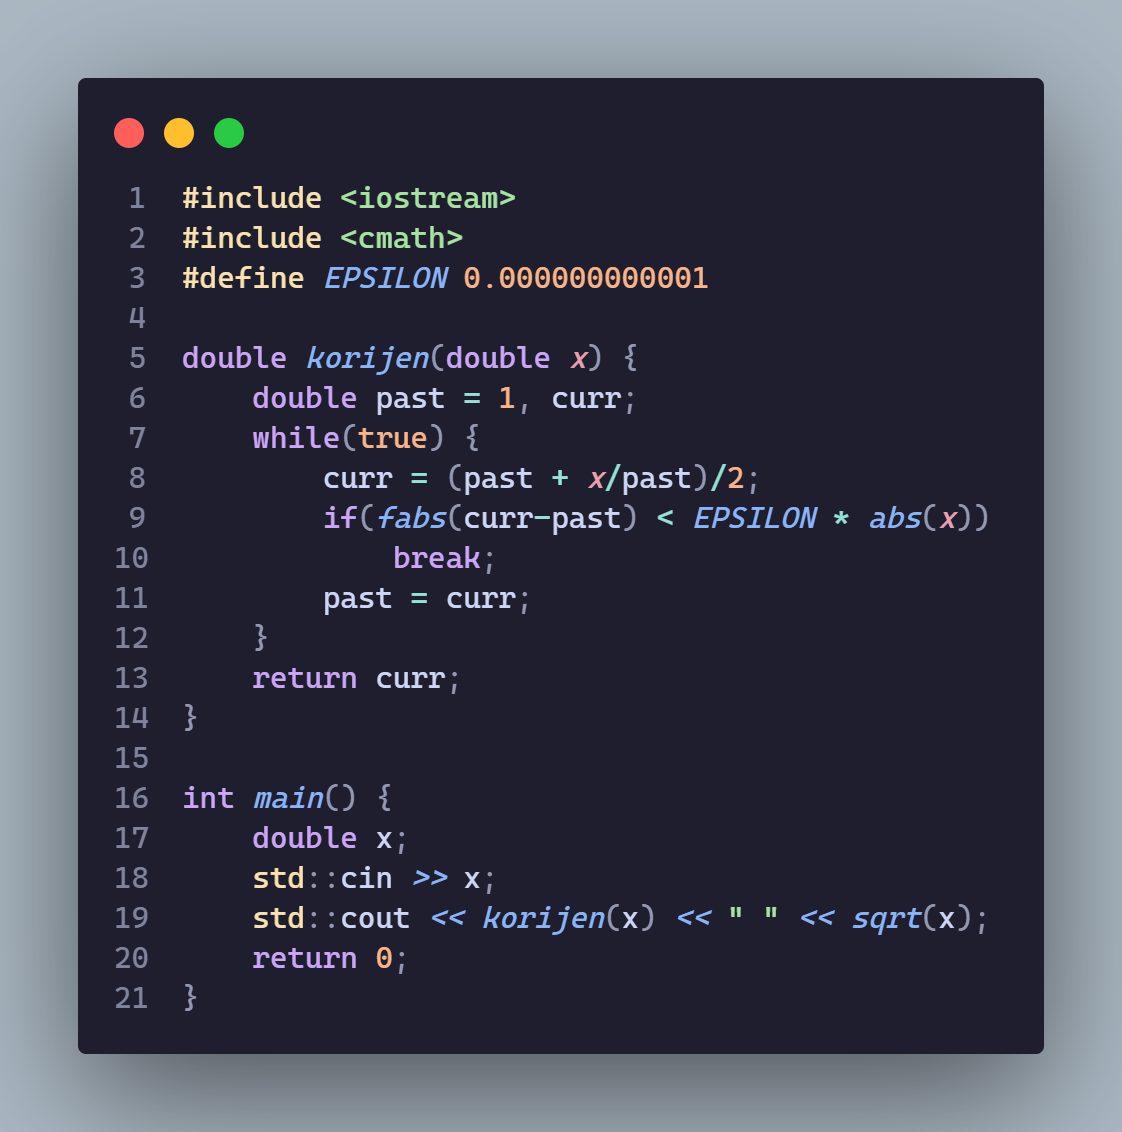 1 #include <iostream>
2 #include <cmath>
3 #define EPSILON 0.000000000001
4
5 double korijen(double x) {
6     double past = 1, curr;
7     while(true) {
8         curr = (past + x/past)/2;
9         if(fabs(curr-past) < EPSILON * abs(x))
10             break;
11         past = curr;
12     }
13     return curr;
14 }
15
16 int main() {
17     double x;
18     std::cin >> x;
19     std::cout << korijen(x) << " " << sqrt(x);
20     return 0;
21 }